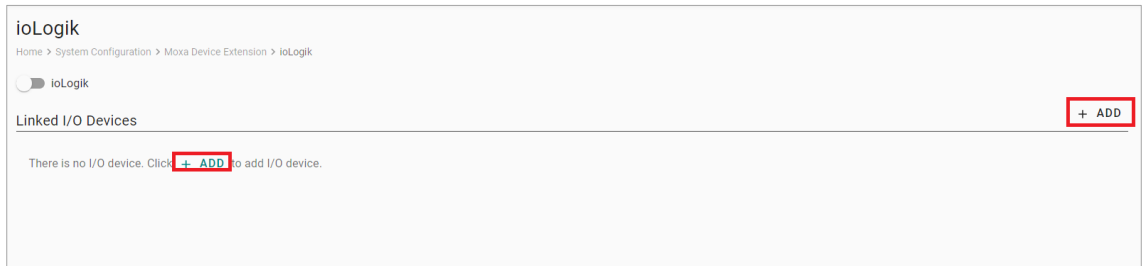 ioLogik
Home > System Configuration > Moxa Device Extension > ioLogik
ioLogik
Linked I/O Devices
+ ADD
There is no I/O device. Click + ADD to add I/O device.